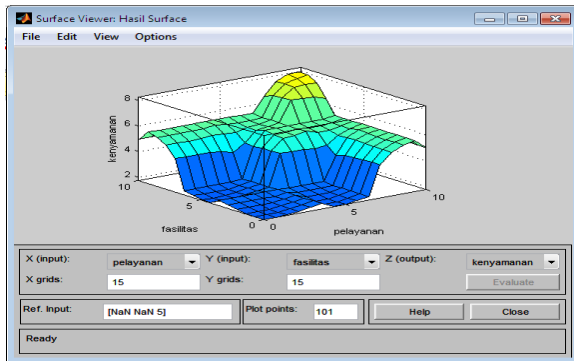 Surface Viewer: Hasil Surface
File Edit View Options
8
6
4
2
kenyamanan
10
5
0
fasilitas
0
5
10
pelayanan
X (input): pelayanan Y (input): fasilitas Z (output): kenyamanan
X grids: 15 Y grids: 15 Evaluate
Ref. Input: [NaN NaN 5] Plot points: 101 Help Close
Ready